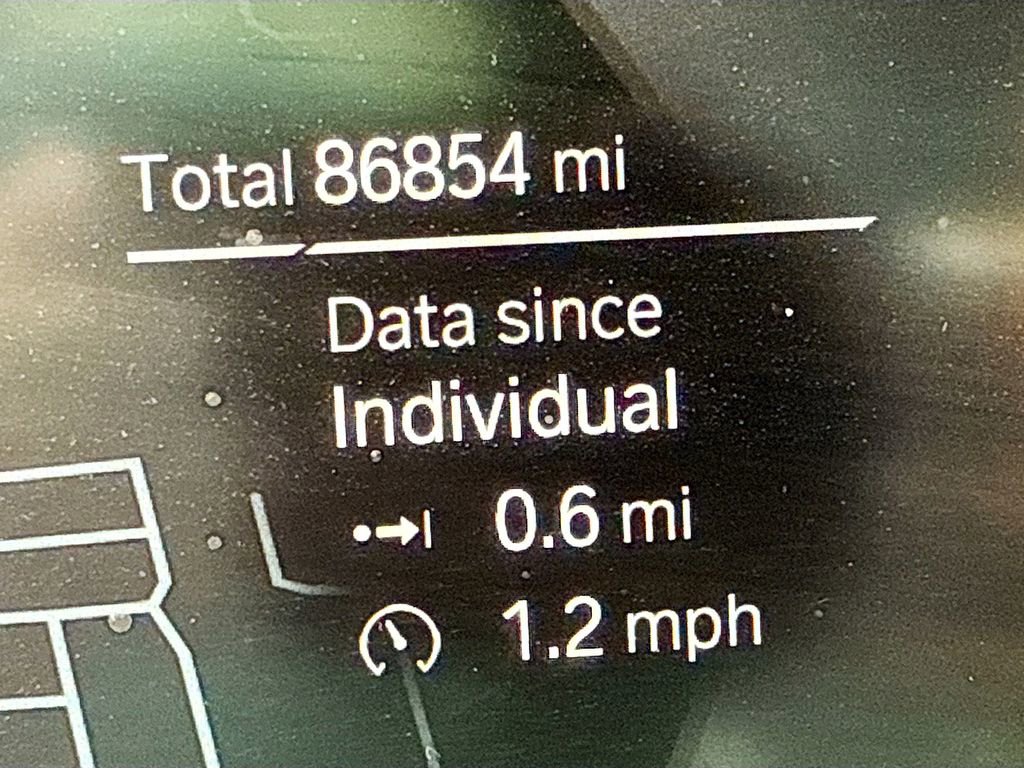 Total 86854 mi
Data since
Individual
0.6 mi
1.2 mph